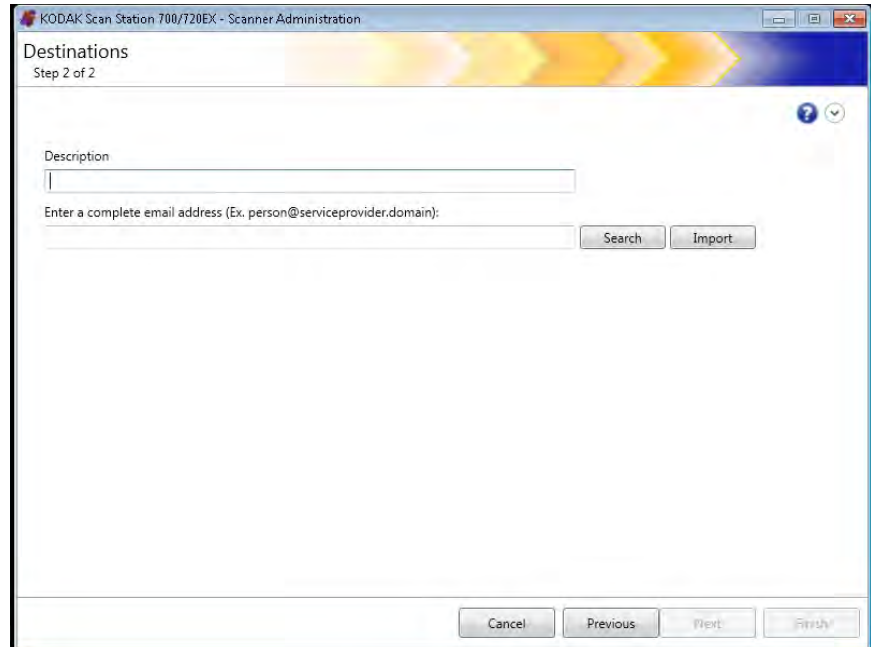 KODAK Scan Station 700/720EX - Scanner Administration
Destinations
Step 2 of 2
Description
Enter a complete email address (Ex. person@serviceprovider.domain):
Search Import
Cancel Previous Next Finish